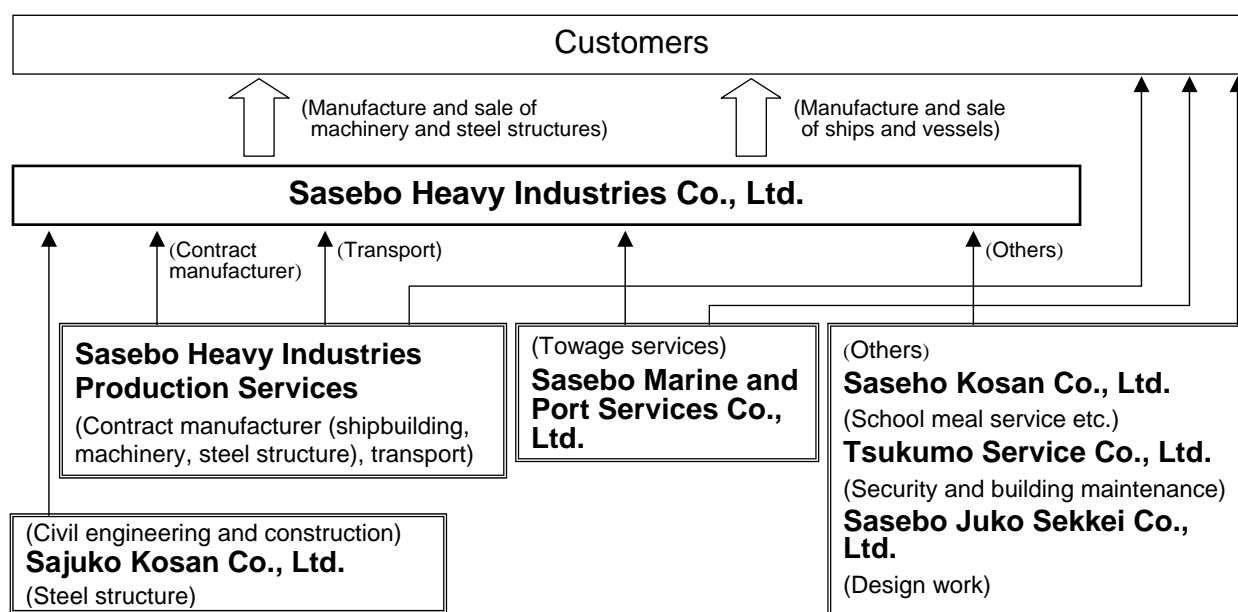 Customers
(Manufacture and sale of
machinery and steel structures)
(Manufacture and sale
of ships and vessels)
Sasebo Heavy Industries Co., Ltd.
(Contract
manufacturer)
(Transport)
(Others)
Sasebo Heavy Industries
Production Services
(Contract manufacturer (shipbuilding,
machinery, steel structure), transport)
(Towage services)
Sasebo Marine and
Port Services Co.,
Ltd.
(Others)
Saseho Kosan Co., Ltd.
(School meal service etc.)
Tsukumo Service Co., Ltd.
(Security and building maintenance)
Sasebo Juko Sekkei Co.,
Ltd.
(Design work)
(Civil engineering and construction)
Sajuko Kosan Co., Ltd.
(Steel structure)